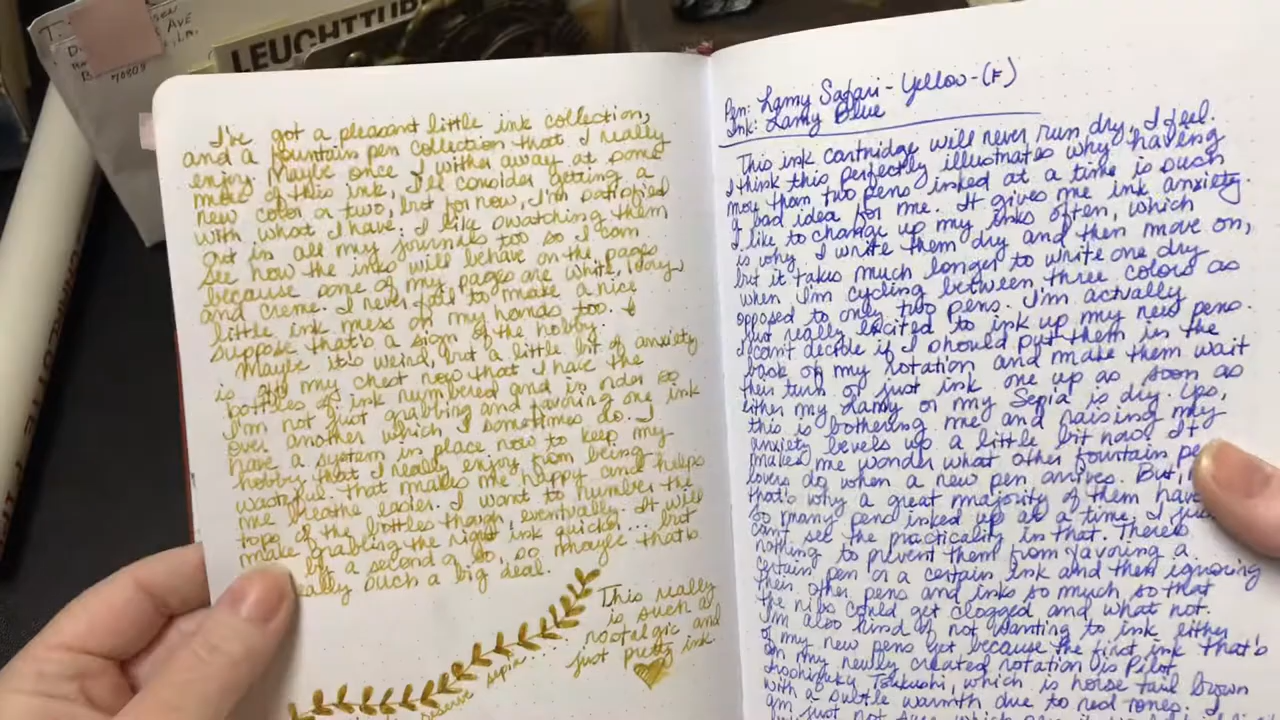 LEUCHTTU
Ave
70809
I've got a pleasant little ink collection,
and a fountain pen collection that I really
enjoy. Maybe once I wither away at some
more of this ink, I'll consider getting a
new color or two, but for now, I'm satisfied
with what I have. I like swatching them
out in all my journals too so I can
see how the inks will behave on the pages
because some of my pages are white, ivory,
and creme. I never fail to make a nice
little ink mess on my hands too. I
suppose that's a sign of the hobby.
Maybe it's weird, but a little bit of anxiety
is off my chest now that I have the
bottles of ink numbered and in order so
I'm not just grabbing and favoring one ink
over another which I sometimes do. I
have a system in place now to keep my
hobby that I really enjoy from being
wasteful. That makes me happy and helps
me breathe easier. I want to number the
tops of the bottles though, eventually. It will
make grabbing the right ink quicker... but
by a second or so, so maybe that's
really such a big deal.
This really
is such a
nostalgic and
just pretty ink.
sepia
Pen: Lamy Safari - Yellow - (F)
Ink: Lamy Blue
This ink cartridge will never run dry, I feel.
I think this perfectly illustrates why having
more than two pens inked at a time is such
a bad idea for me. It gives me ink anxiety.
I like to change up my inks often, which
is why I write them dry and then move on,
but it takes much longer to write one dry
when I'm cycling between three colors as
opposed to only two pens. I'm actually
just really excited to ink up my new pens.
I can't decide if I should put them in the
back of my rotation and make them wait
their turn or just ink one up as soon as
either my Lamy or my Sepia is dry. Ugs,
this is bothering me and raising my
anxiety levels up a little bit now. It
makes me wonder what other fountain pe
lovers do when a new pen arrives. But,
that's why a great majority of them have
so many pens inked up at a time. I just
can't see the practicality in that. There's
nothing to prevent them from favoring a
certain pen or a certain ink and then ignoring
their other pens and inks so much so that
the nibs could get clogged and what not.
I'm also kind of not wanting to ink either
of my new pens yet because the first ink that's
on my newly created rotation is Pilot
Iroshizuku Tsukushi, which is horse tail brown
with a subtle warmth due to red tones. I
am just not sure which